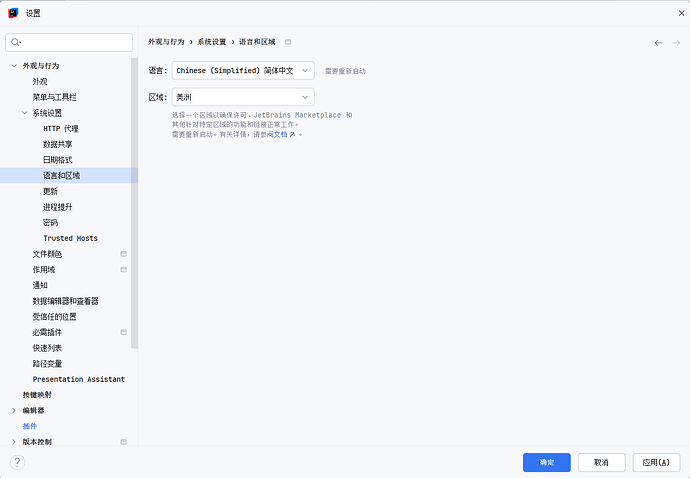 设置
外观与行为 › 系统设置 › 语言和区域
外观与行为
外观
菜单与工具栏
系统设置
HTTP 代理
数据共享
日期格式
语言和区域
更新
进程提升
密码
Trusted Hosts
文件颜色
作用域
通知
数据编辑器和查看器
受信任的位置
必需插件
快速列表
路径变量
Presentation Assistant
按键映射
编辑器
插件
版本控制
语言: Chinese (Simplified) 简体中文 需要重新启动
区域: 美洲
选择一个区域以确保许可、JetBrains Marketplace 和
其他针对特定区域的功能和链接正常工作。
需要重新启动。有关详情，请参阅文档 ↗ 。
?
确定
取消
应用(A)